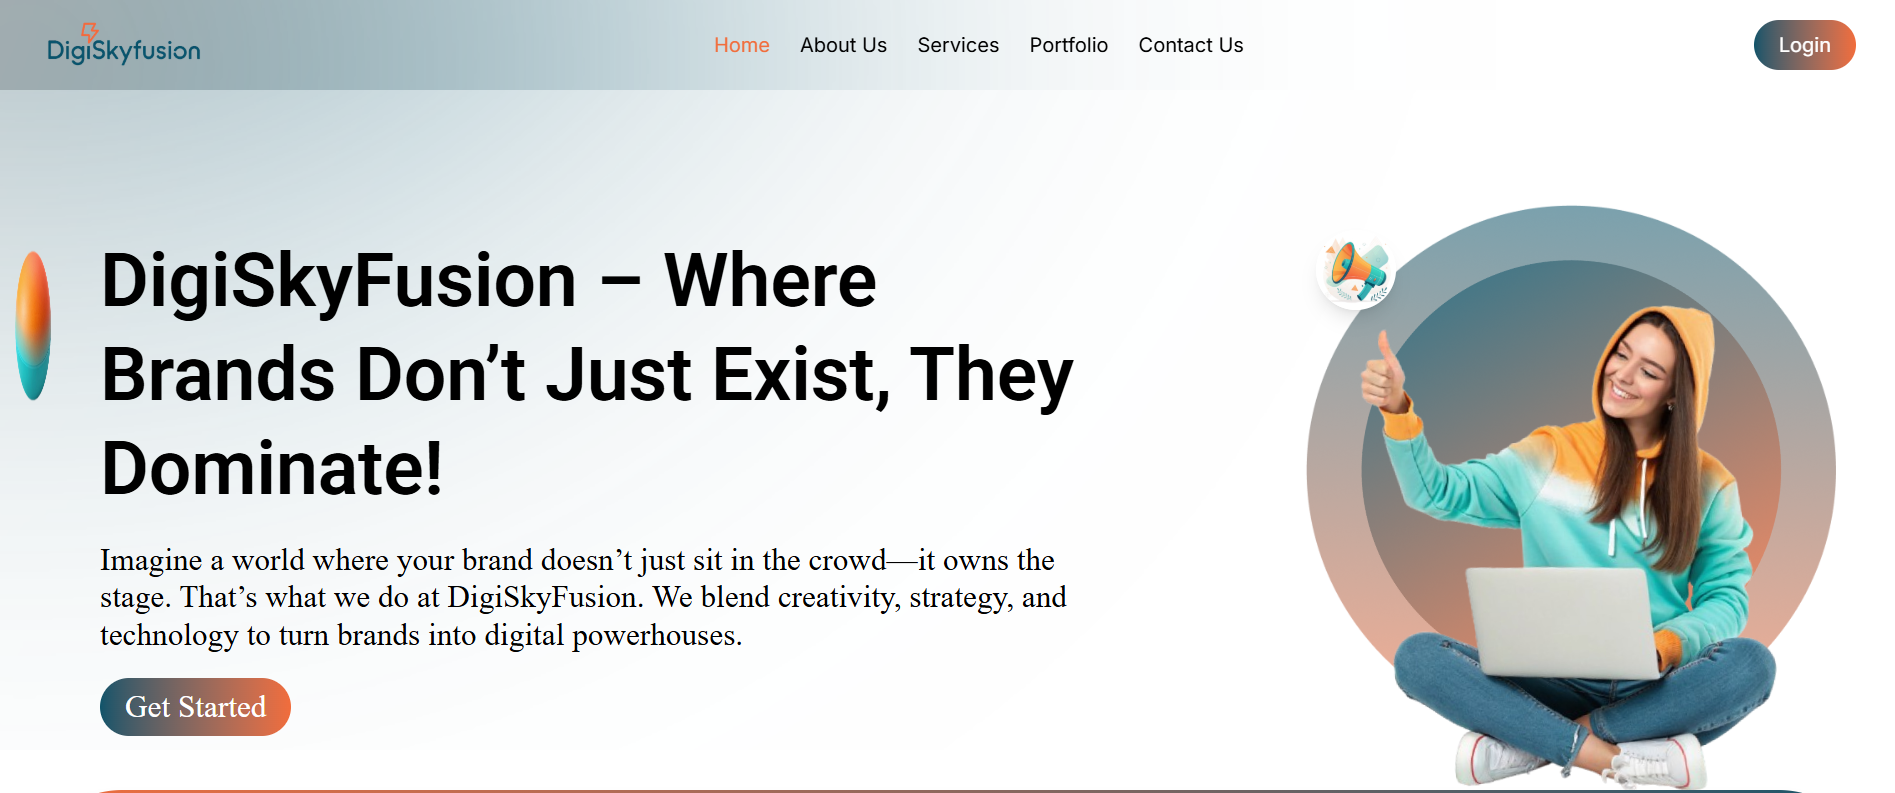 DigiSkyfusion
Home About Us Services Portfolio Contact Us
Login
DigiSkyFusion – Where
Brands Don’t Just Exist, They
Dominate!
Imagine a world where your brand doesn’t just sit in the crowd—it owns the
stage. That’s what we do at DigiSkyFusion. We blend creativity, strategy, and
technology to turn brands into digital powerhouses.
Get Started